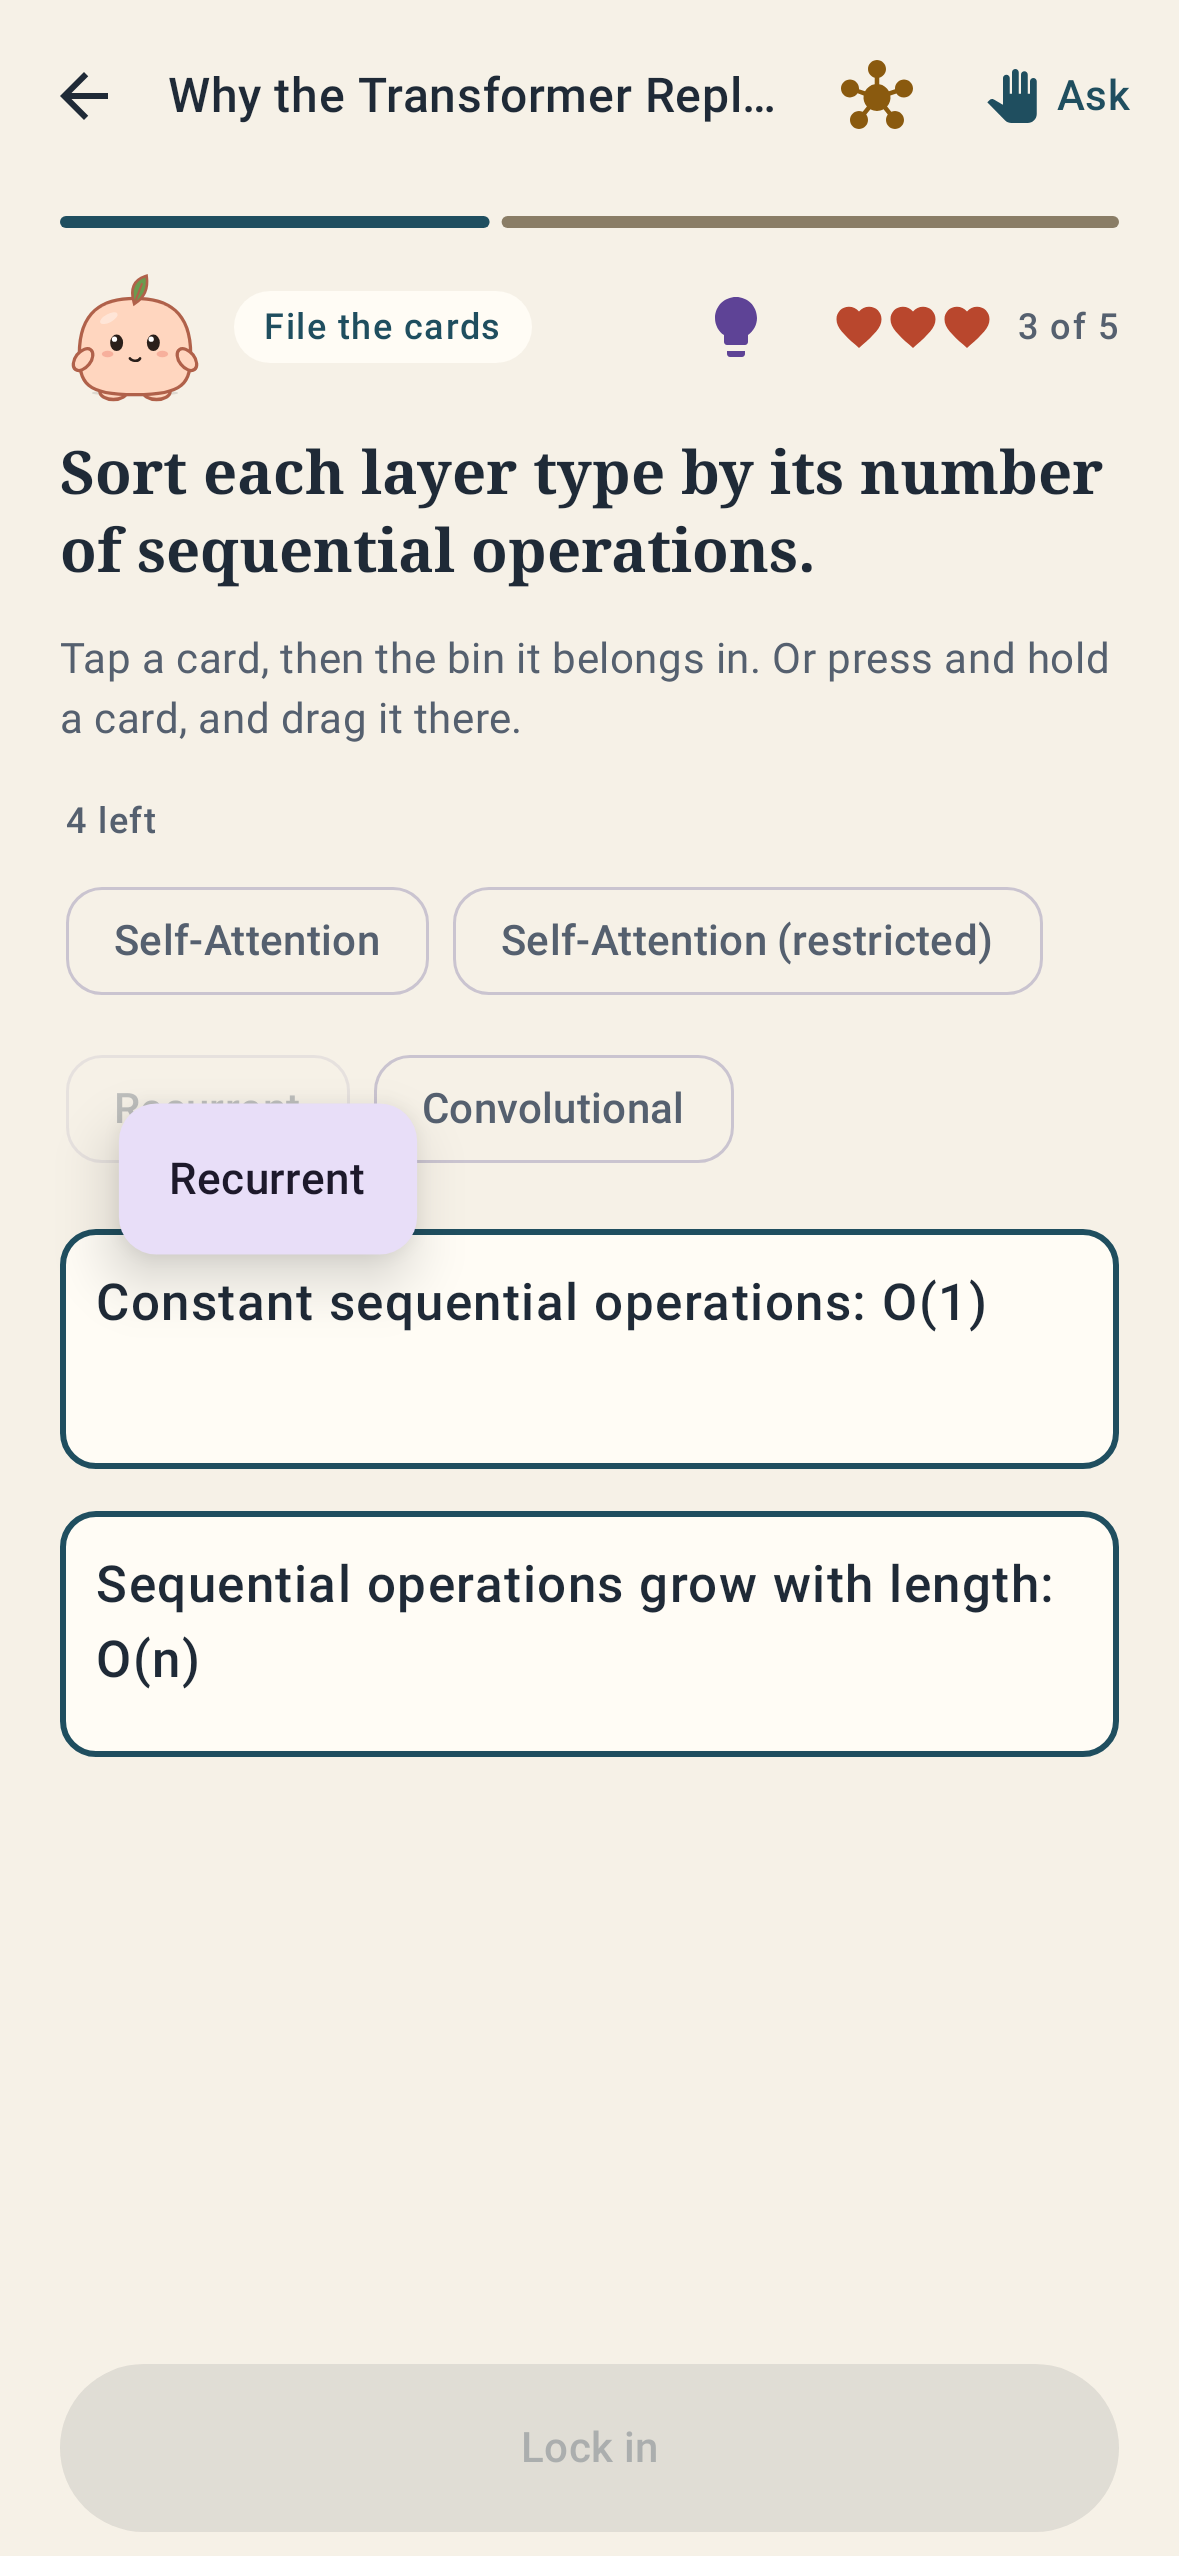 Why the Transformer Repl...
Ask
File the cards
3 of 5
Sort each layer type by its number
of sequential operations.
Tap a card, then the bin it belongs in. Or press and hold
a card, and drag it there.
4 left
Self-Attention
Self-Attention (restricted)
Recurrent
Convolutional
Recurrent
Constant sequential operations: O(1)
Sequential operations grow with length:
O(n)
Lock in